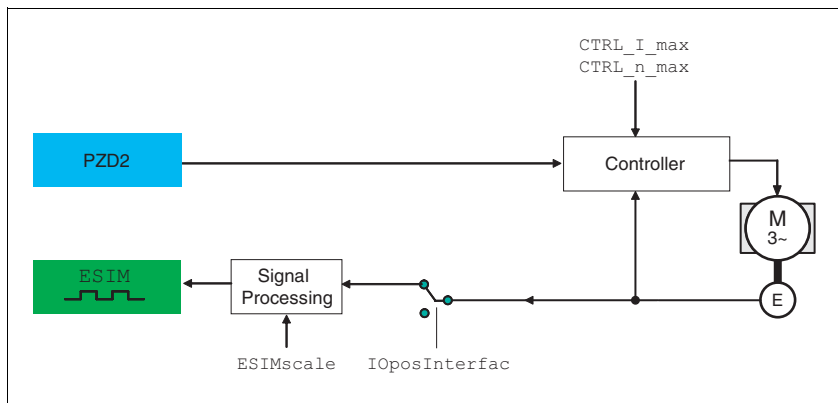 CTRL_I_max
CTRL_n_max
PZD2
Controller
M
3~
ESIM
Signal
Processing
E
ESIMscale
IOposInterfac